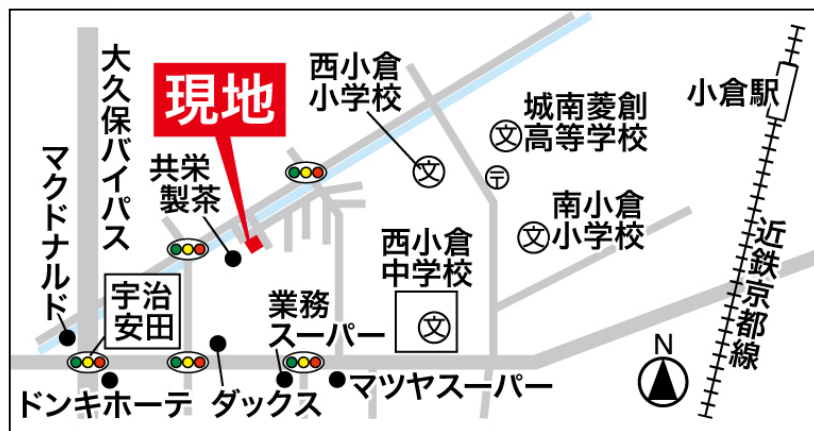 大久保バイパス
現地
西小倉
小学校
城南菱創
高等学校
小倉駅
マクドナルド
共栄
製茶
文
文
〒
南小倉
小学校
文
西小倉
中学校
文
近鉄京都線
宇治
安田
業務
スーパー
N
ドンキホーテ
ダックス
マツヤスーパー